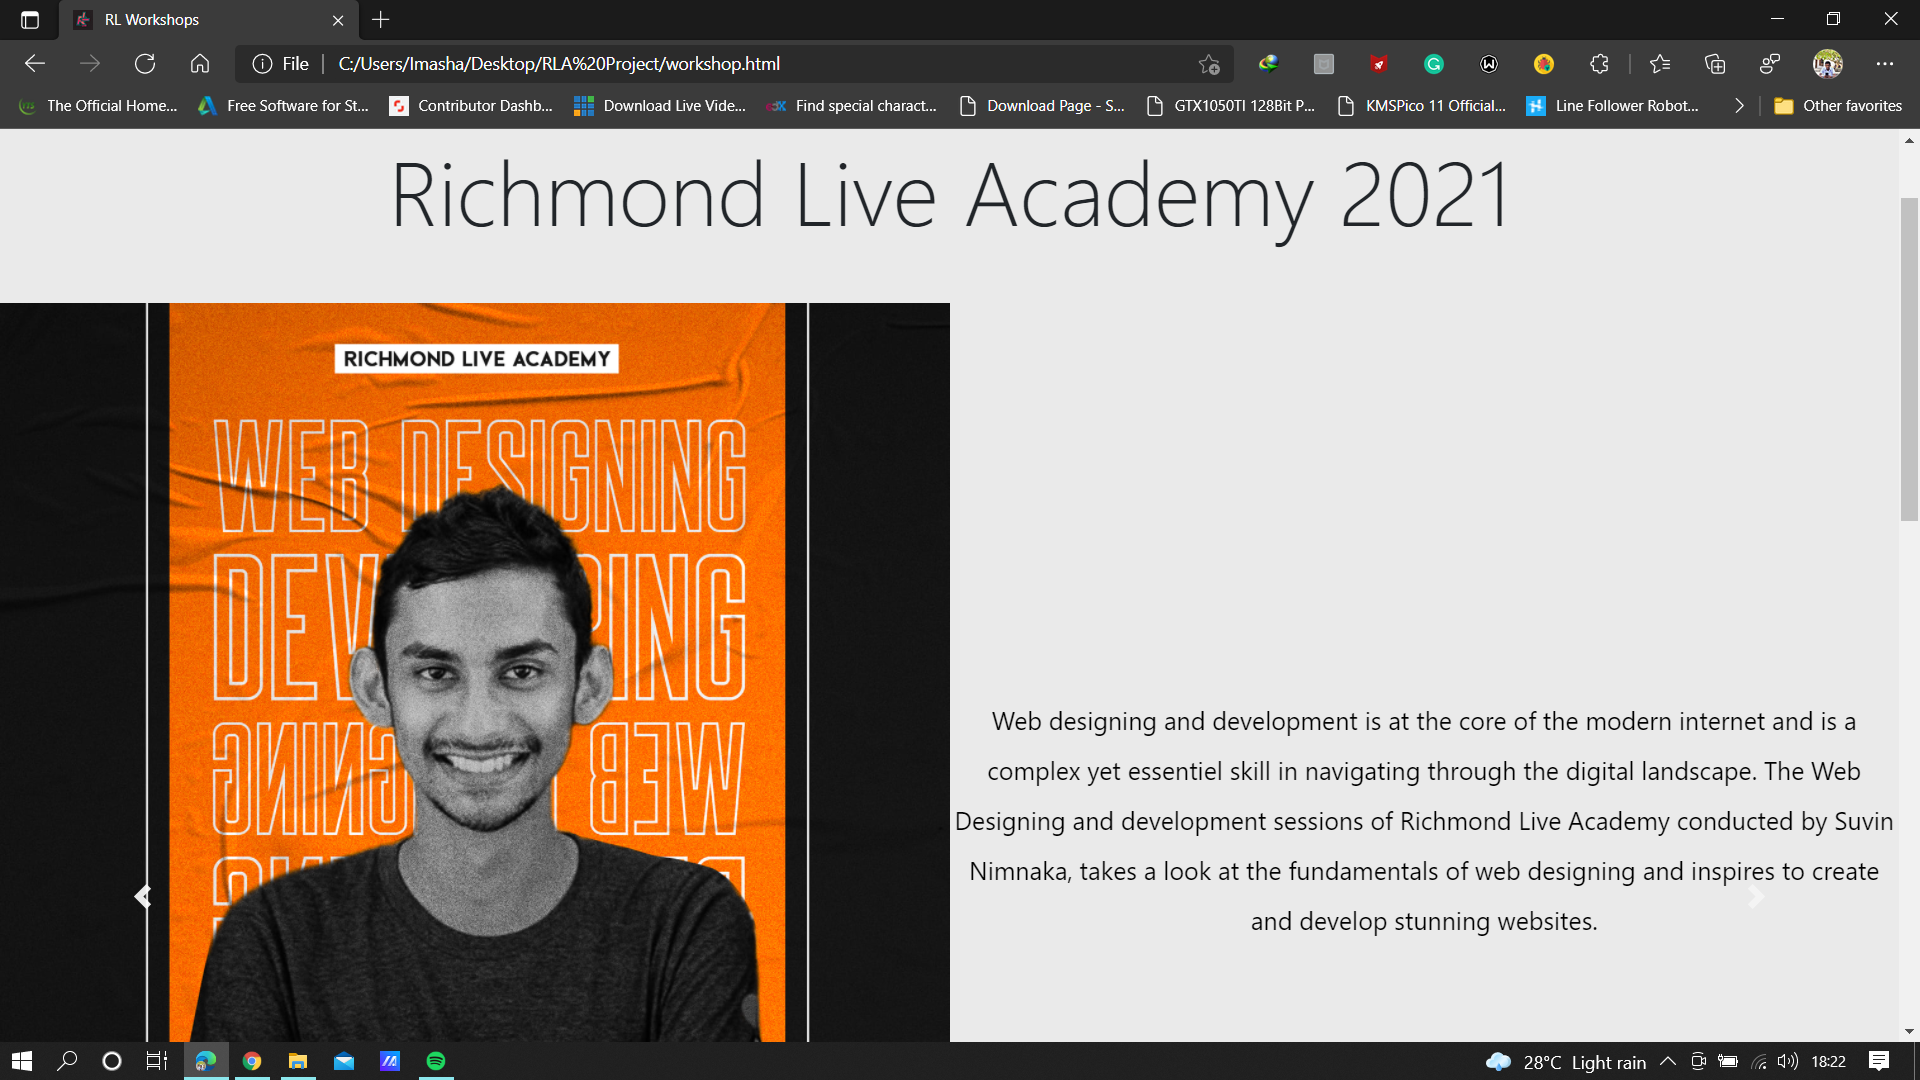 RL Workshops
File
C:/Users/Imasha/Desktop/RLA%20Project/workshop.html
The Official Home...
Free Software for St...
Contributor Dashb...
Download Live Vide...
Find special charact...
Download Page - S...
GTX1050TI 128Bit P...
KMSPico 11 Official...
Line Follower Robot...
Other favorites
Richmond Live Academy 2021
RICHMOND LIVE ACADEMY
WEB DESIGNING
Web designing and development is at the core of the modern internet and is a
complex yet essentiel skill in navigating through the digital landscape. The Web
Designing and development sessions of Richmond Live Academy conducted by Suvin
Nimnaka, takes a look at the fundamentals of web designing and inspires to create
and develop stunning websites.
28°C Light rain
18:22